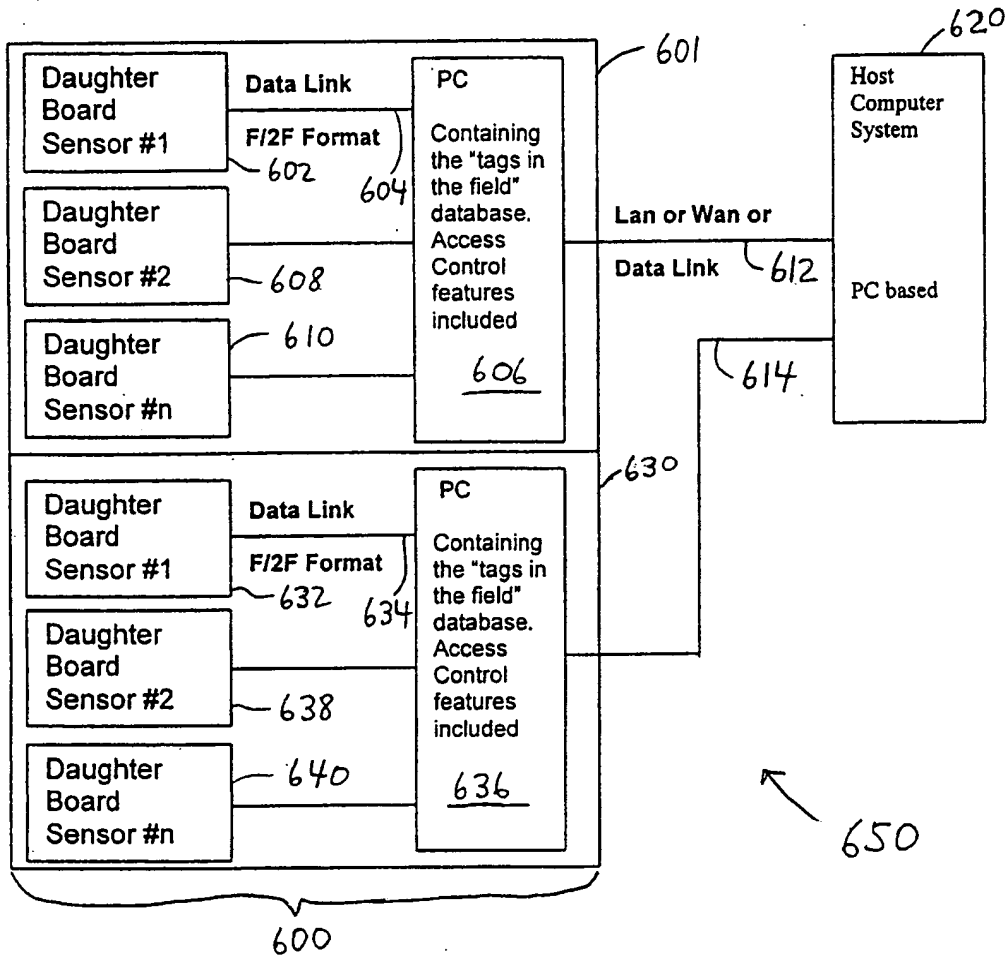 620
601
Daughter
Board
Sensor #1
Data Link
F/2F Format
602
604
PC
Containing
the "tags in
the field"
database.
Access
Control
features
included
606
Host
Computer
System
PC based
Daughter
Board
Sensor #2
608
Lan or Wan or
Data Link
612
610
Daughter
Board
Sensor #n
614
630
Daughter
Board
Sensor #1
Data Link
F/2F Format
632
634
PC
Containing
the "tags in
the field"
database.
Access
Control
features
included
636
Daughter
Board
Sensor #2
638
640
Daughter
Board
Sensor #n
650
600